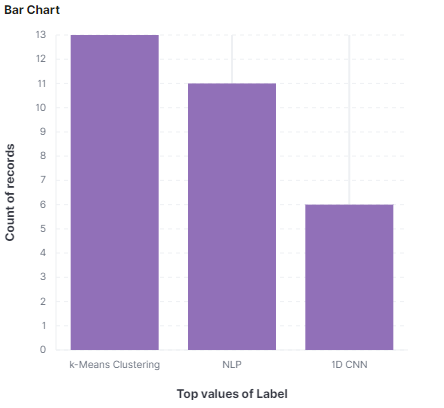 Bar Chart
13
12
11
10
9
8
7
6
5
4
3
2
1
0
Count of records
k-Means Clustering
NLP
1D CNN
Top values of Label